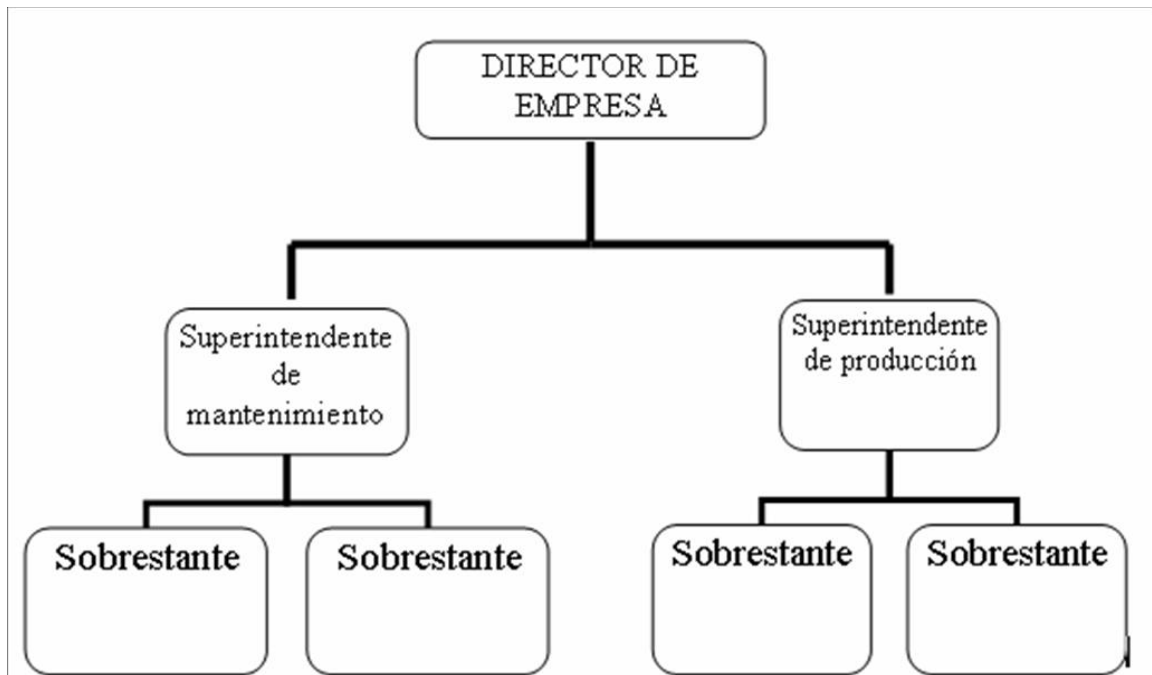 DIRECTOR DE
EMPRESA
Superintendente
de
mantenimiento
Superintendente
de producción
Sobrestante
Sobrestante
Sobrestante
Sobrestante